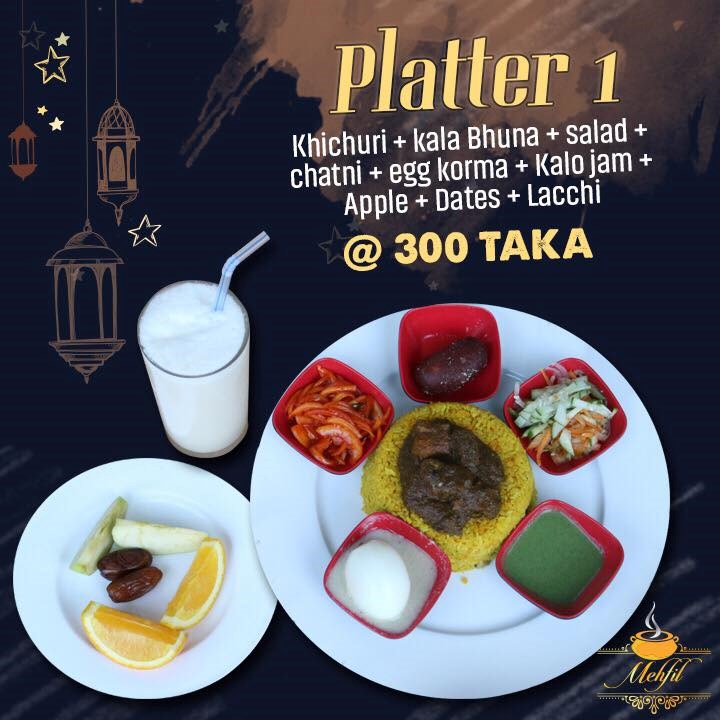 Platter 1
Khichuri + kala Bhuna + salad +
chatni + egg korma + Kalo jam +
Apple + Dates + Lacchi
@ 300 TAKA
Mehfil